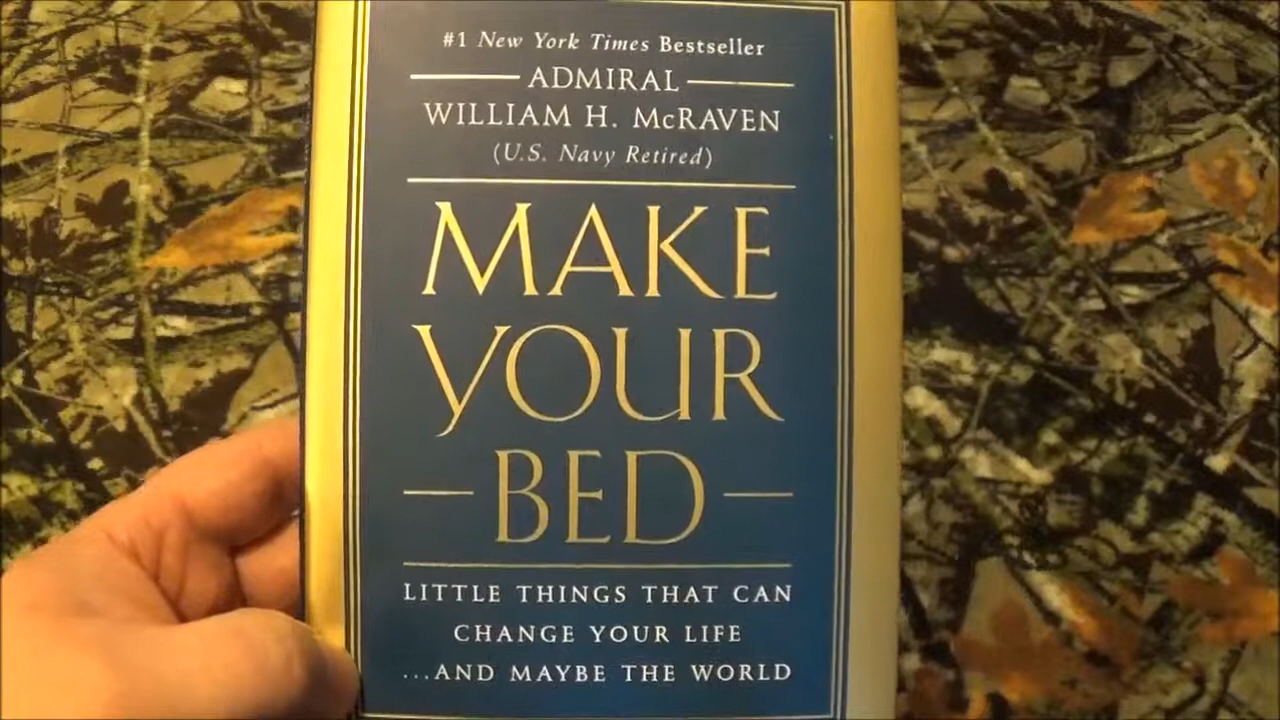 #1 New York Times Bestseller
ADMIRAL
WILLIAM H. McRAVEN
(U.S. Navy Retired)
MAKE
YOUR
BED
LITTLE THINGS THAT CAN
CHANGE YOUR LIFE
...AND MAYBE THE WORLD